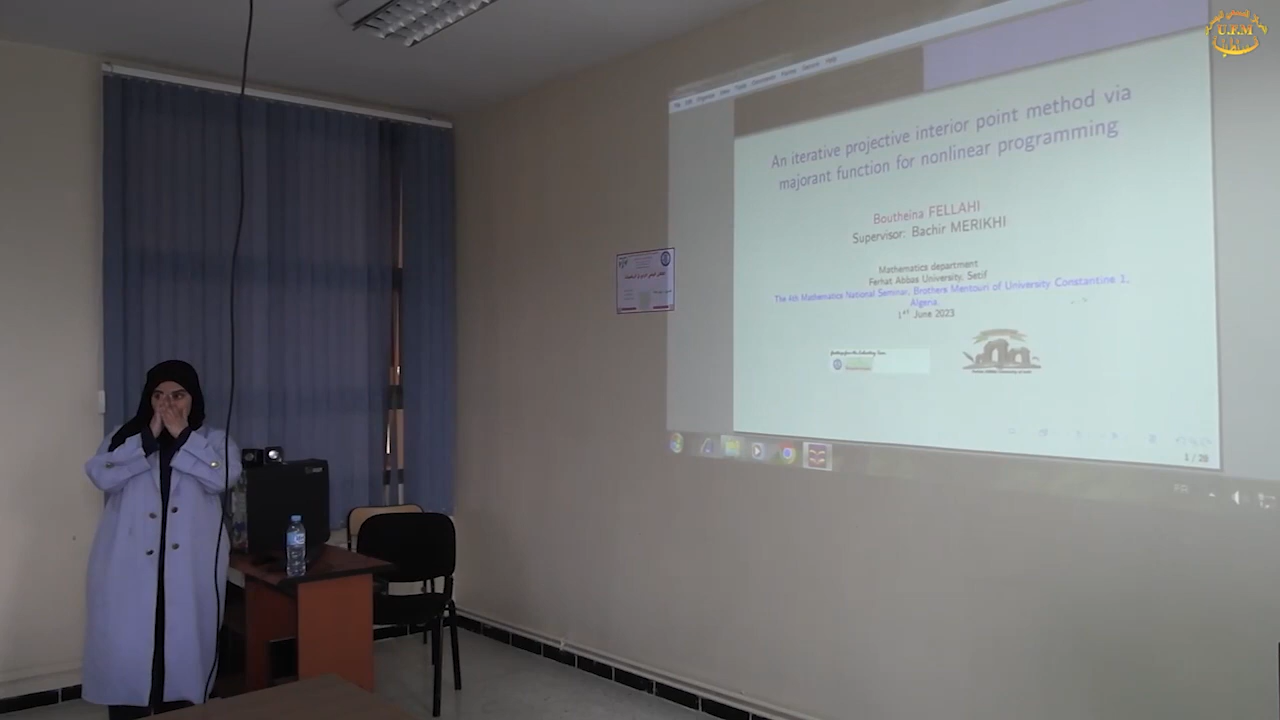 U.F.M
An iterative projective interior point method via
majorant function for nonlinear programming
Boutheina FELLAHI
Supervisor: Bachir MERIKHI
Mathematics department
Ferhat Abbas University, Setif
The 4th Mathematics National Seminar, Brothers Mentouri of University Constantine 1,
Algeria.
1st June 2023
1 / 28
FR